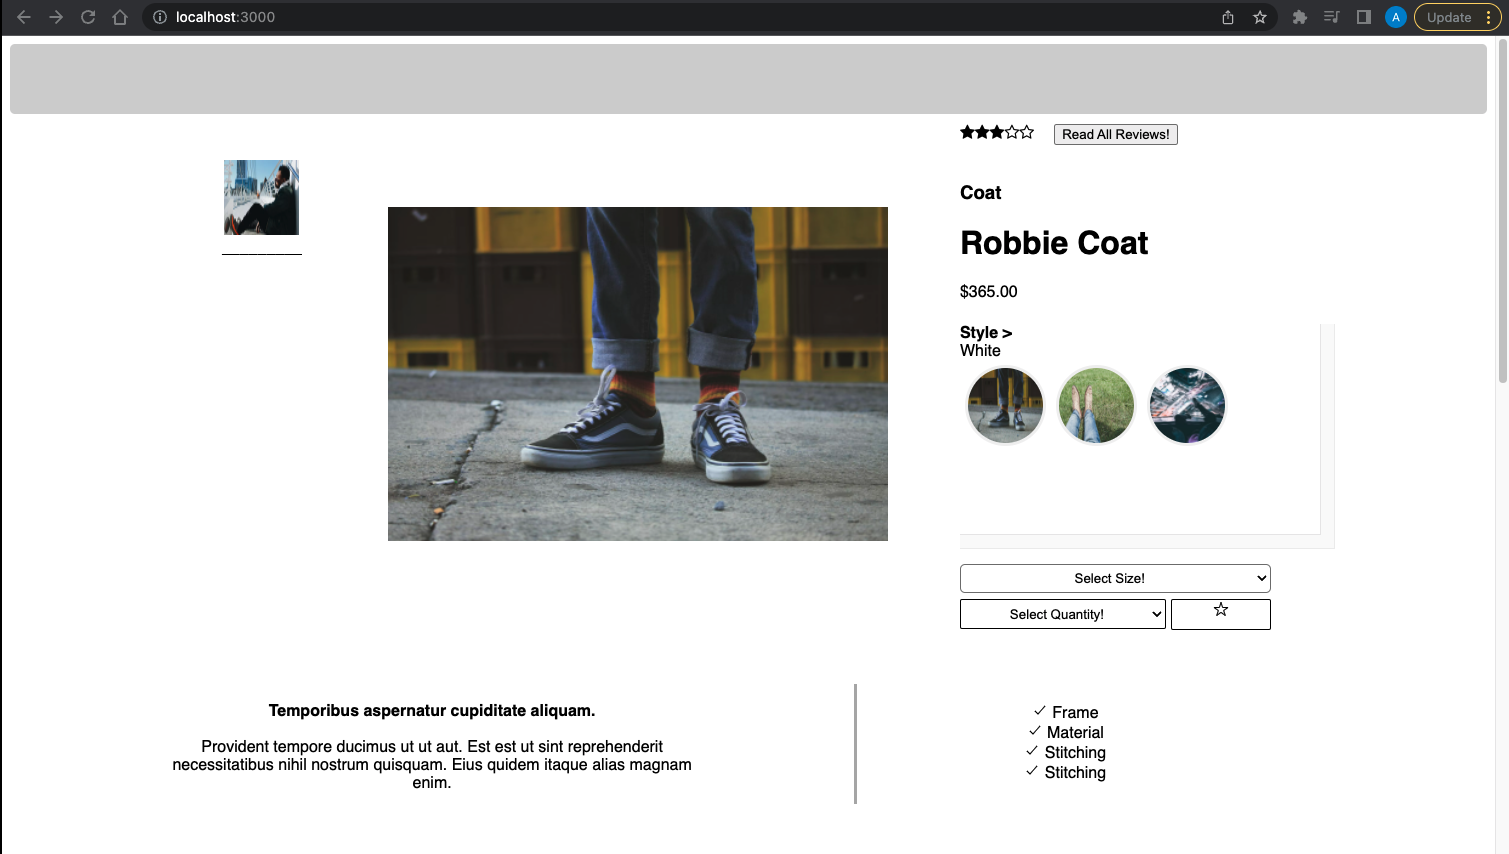 localhost:3000
A
Update
Read All Reviews!
Coat
Robbie Coat
$365.00
Style >
White
Select Size!
Select Quantity!
Temporibus aspernatur cupiditate aliquam.
Provident tempore ducimus ut ut aut. Est est ut sint reprehenderit
necessitatibus nihil nostrum quisquam. Eius quidem itaque alias magnam
enim.
Frame
Material
Stitching
Stitching